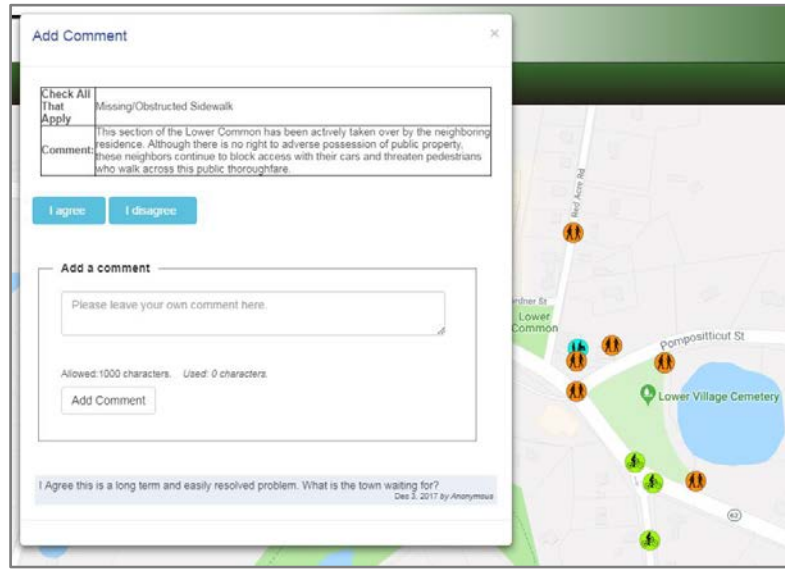 Add Comment
×
Check All
That
Apply
Missing/Obstructed Sidewalk
Comment:
This section of the Lower Common has been actively taken over by the neighboring
residence. Although there is no right to adverse possession of public property,
these neighbors continue to block access with their cars and threaten pedestrians
who walk across this public thoroughfare.
I agree
I disagree
Add a comment
Please leave your own comment here.
Allowed:1000 characters. Used: 0 characters.
Add Comment
I Agree this is a long term and easily resolved problem. What is the town waiting for?
Dec 3, 2017 by Anonymous
Red Acre Rd
St
Lower
Common
Pompositticut St
Lower Village Cemetery
62